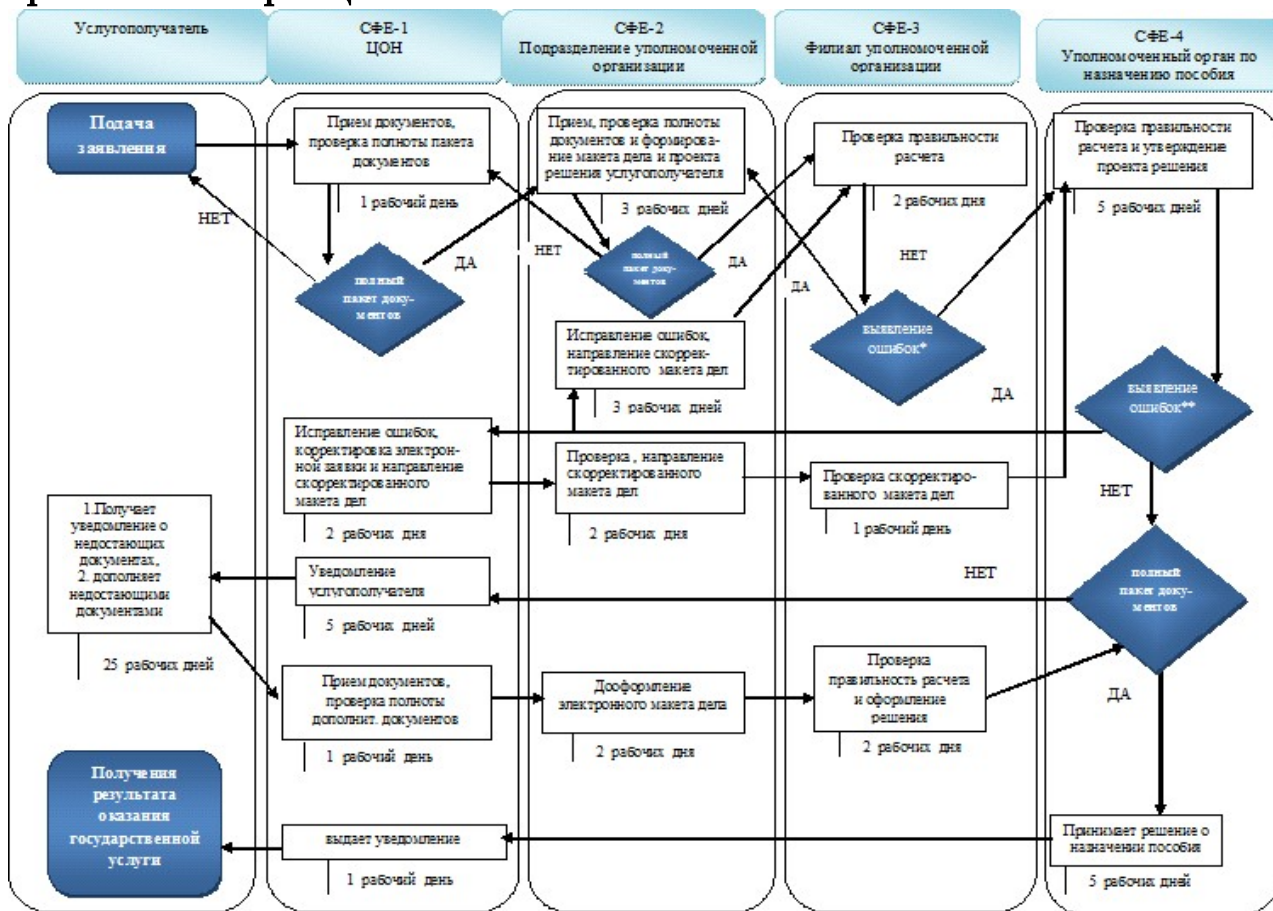 Услугополучатель
СФЕ-1
ЦОН
СФЕ-2
Подразделение уполномоченной
организации
СФЕ-3
Филиал уполномоченной
организации
СФЕ-4
Уполномоченный орган по
назначению пособия
Подача
заявления
Прием документов,
проверка полноты пакета
документов
1 рабочий день
Прием, проверка полноты
документов и формирова-
ние макета дела и проекта
решения услугополучателя
3 рабочих дней
Проверка правильности
расчета
2 рабочих дня
Проверка правильности
расчета и утверждение
проекта решения
5 рабочих дней
НЕТ
ДА
НЕТ
ДА
ДА
НЕТ
полный
пакет доку-
ментов
полный
пакет доку-
ментов
выявление
ошибок*
Исправление ошибок,
направление скоррек-
тированного макета дел
3 рабочих дней
ДА
выявление
ошибок**
Исправление ошибок,
корректировка электрон-
ной заявки и направление
скорректированного
макета дел
2 рабочих дня
Проверка , направление
скорректированного
макета дел
2 рабочих дня
Проверка скорректиро-
ванного макета дел
1 рабочий день
НЕТ
1.Получает
уведомление о
недостающих
документах,
2. дополняет
недостающими
документами
25 рабочих дней
Уведомление
услугополучателя
5 рабочих дней
НЕТ
полный
пакет доку-
ментов
Прием документов,
проверка полноты
дополнит. документов
1 рабочий день
Дооформление
электронного макета дела
2 рабочих дня
Проверка
правильность расчета
и оформление
решения
2 рабочих дня
ДА
Получения
результата
оказания
государственной
услуги
выдает уведомление
1 рабочий день
Принимает решение о
назначении пособия
5 рабочих дней